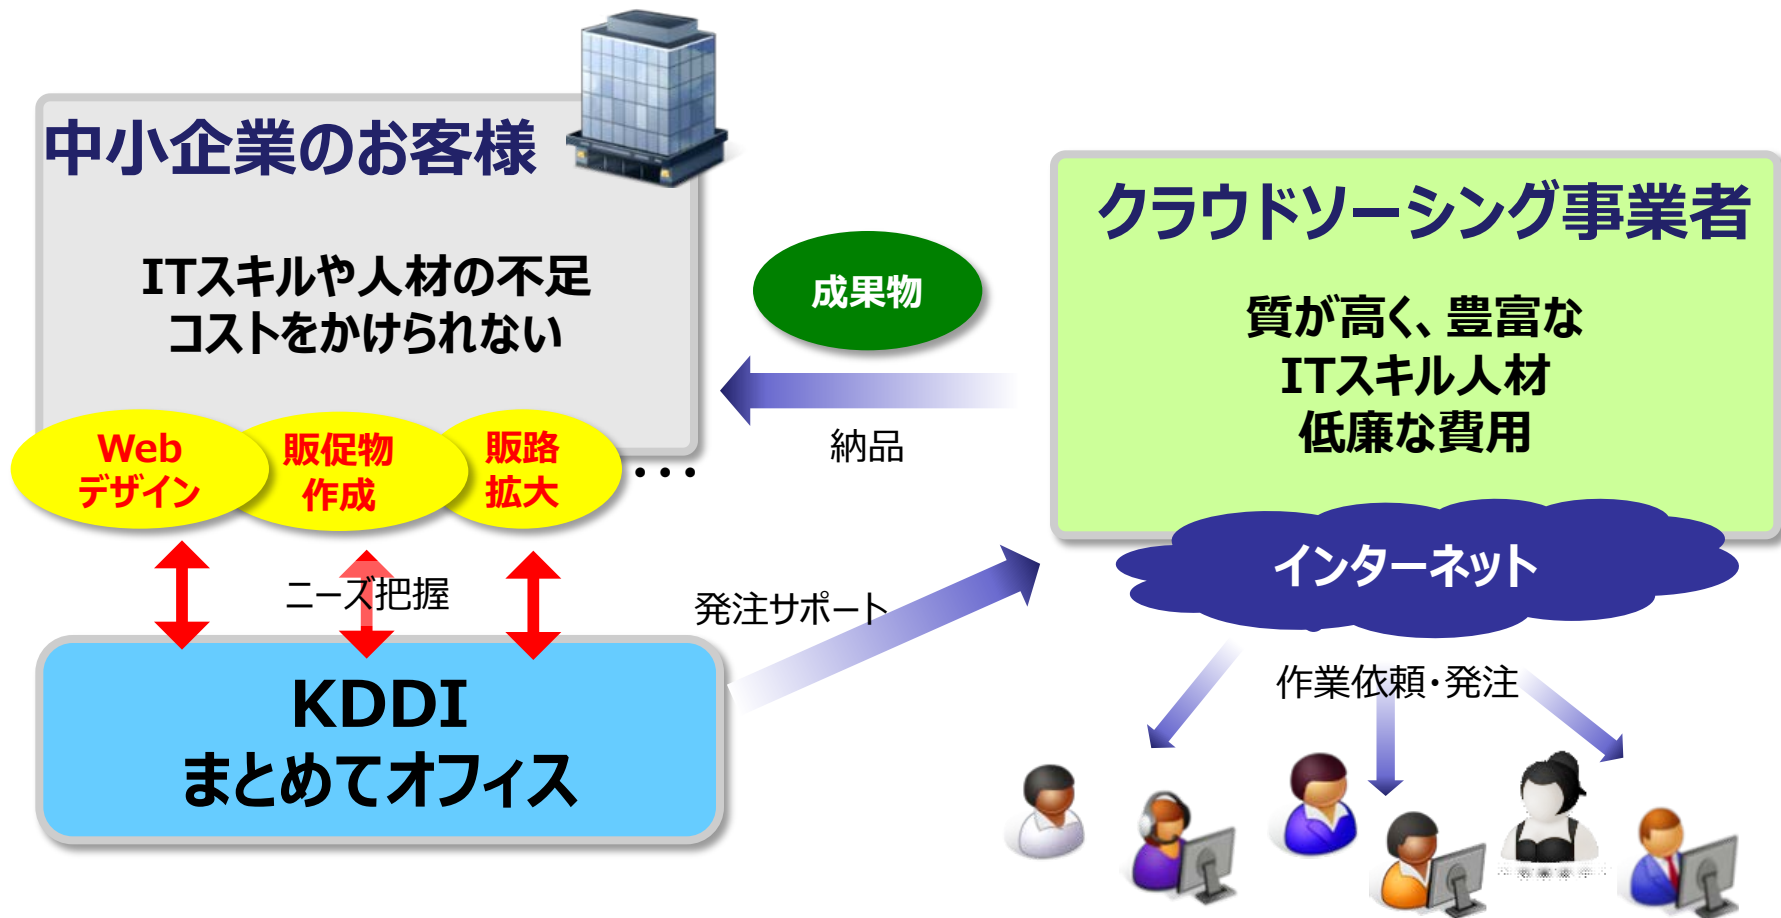 中小企業のお客様
ITスキルや人材の不足
コストをかけられない
Web
デザイン
販促物
作成
販路
拡大
・・・
ニーズ把握
KDDI
まとめてオフィス
成果物
納品
発注サポート
クラウドソーシング事業者
質が高く、豊富な
ITスキル人材
低廉な費用
インターネット
作業依頼・発注